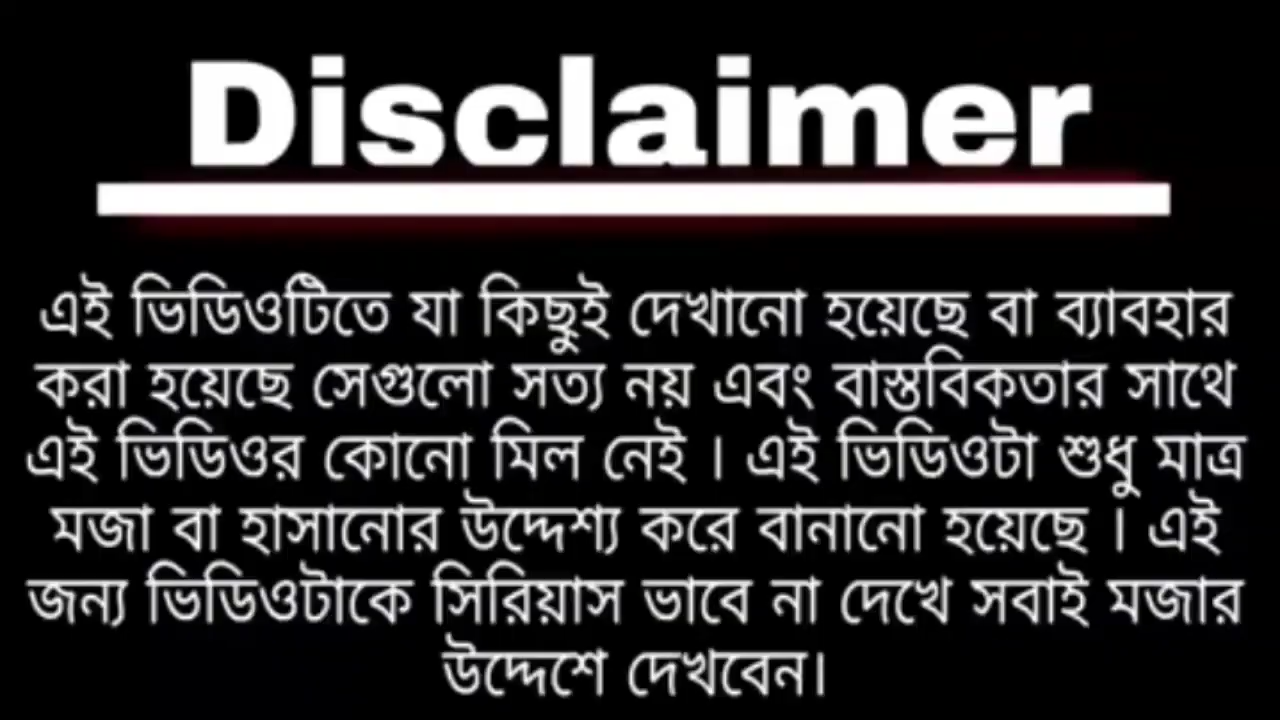 Disclaimer
এই ভিডিওটিতে যা কিছুই দেখানো হয়েছে বা ব্যাবহার
করা হয়েছে সেগুলো সত্য নয় এবং বাস্তবিকতার সাথে
এই ভিডিওর কোনো মিল নেই । এই ভিডিওটা শুধু মাত্র
মজা বা হাসানোর উদ্দেশ্য করে বানানো হয়েছে । এই
জন্য ভিডিওটাকে সিরিয়াস ভাবে না দেখে সবাই মজার
উদ্দেশে দেখবেন।